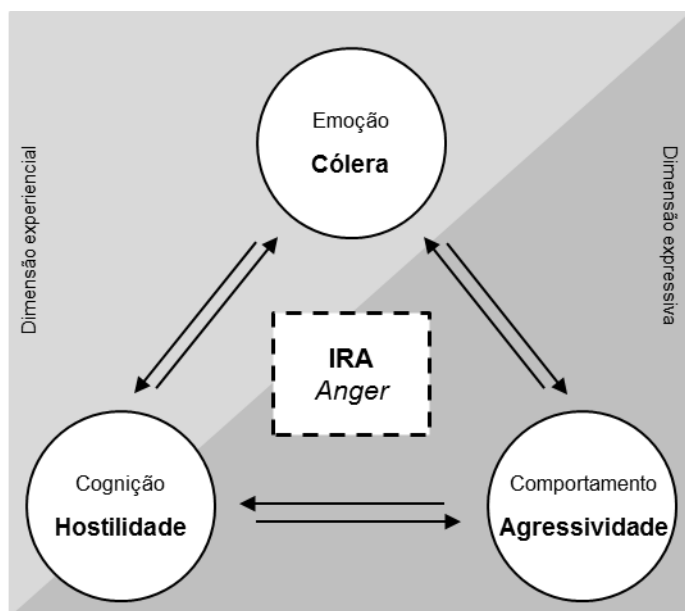 Emoção
Cólera
Dimensão experiencial
Dimensão expressiva
IRA
Anger
Cognição
Hostilidade
Comportamento
Agressividade